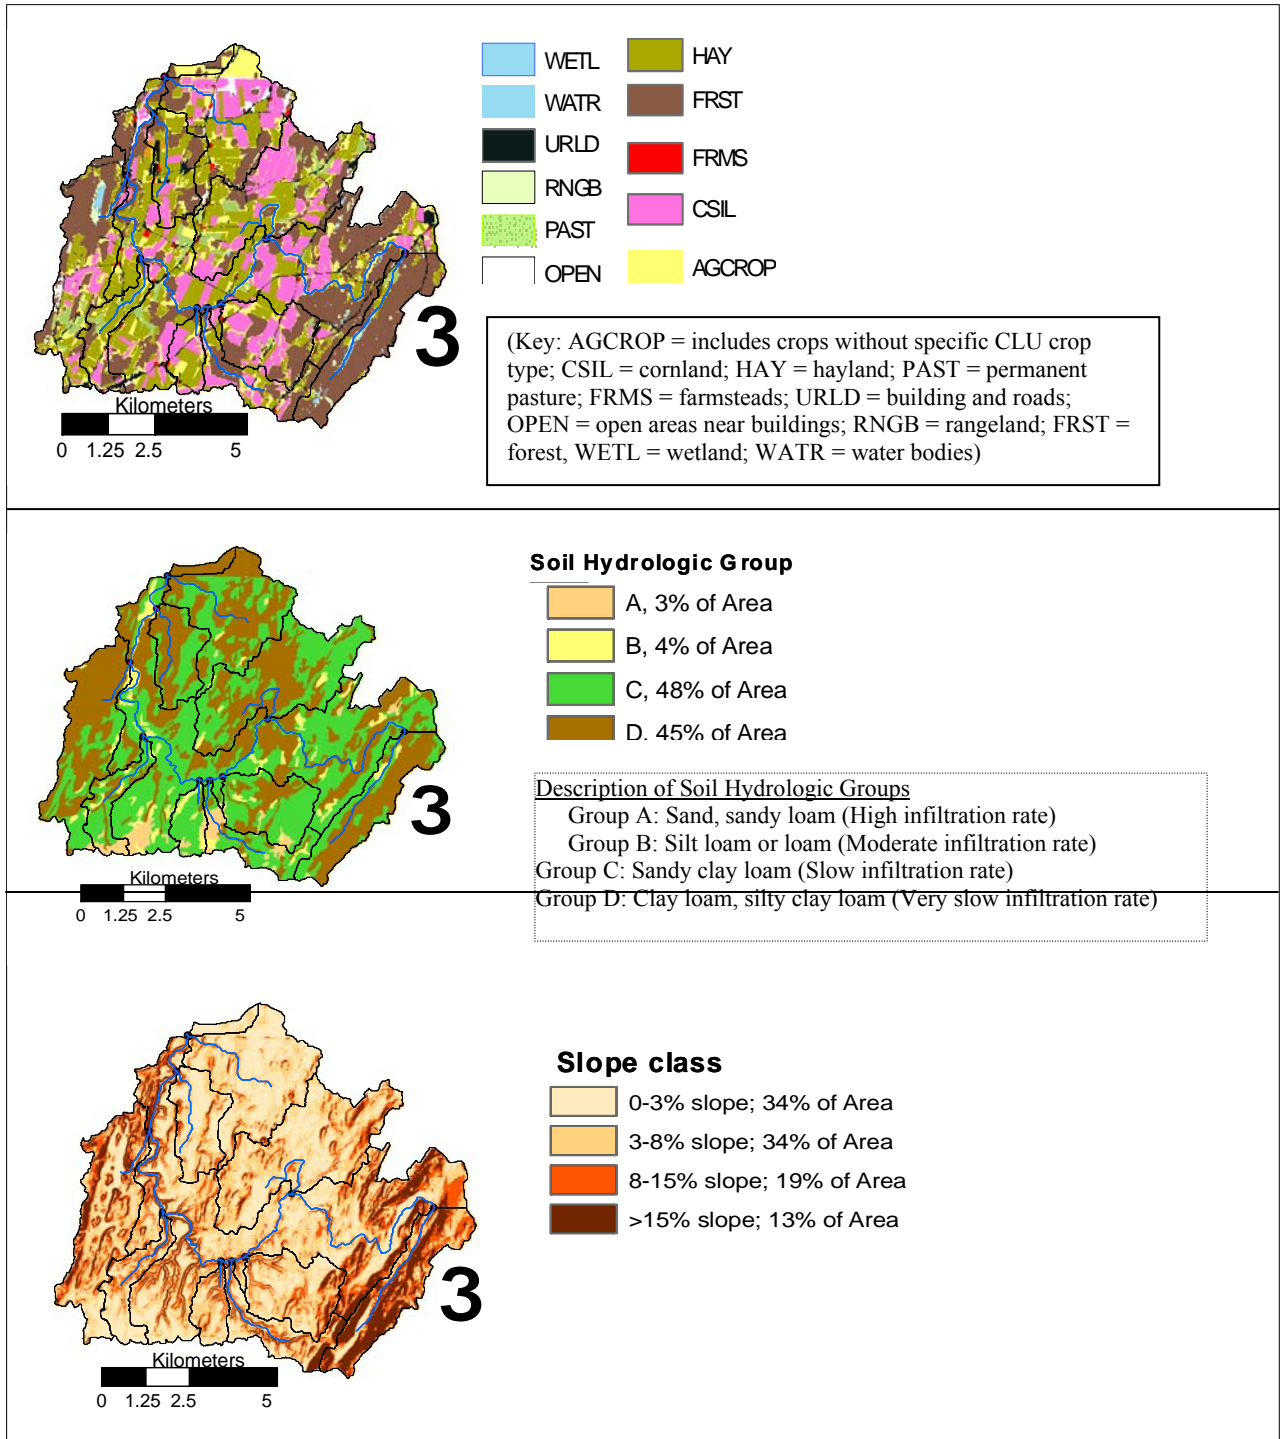 WETL
WATR
URLD
RNGB
PAST
OPEN
HAY
FRST
FRMS
CSIL
AGCROP
3
Kilometers
0 1.25 2.5 5
(Key: AGCROP = includes crops without specific CLU crop
type; CSIL = cornland; HAY = hayland; PAST = permanent
pasture; FRMS = farmsteads; URLD = building and roads;
OPEN = open areas near buildings; RNGB = rangeland; FRST =
forest, WETL = wetland; WATR = water bodies)
Soil Hydrologic Group
A, 3% of Area
B, 4% of Area
C, 48% of Area
D, 45% of Area
3
Kilometers
0 1.25 2.5 5
Description of Soil Hydrologic Groups
Group A: Sand, sandy loam (High infiltration rate)
Group B: Silt loam or loam (Moderate infiltration rate)
Group C: Sandy clay loam (Slow infiltration rate)
Group D: Clay loam, silty clay loam (Very slow infiltration rate)
Slope class
0-3% slope; 34% of Area
3-8% slope; 34% of Area
8-15% slope; 19% of Area
>15% slope; 13% of Area
3
Kilometers
0 1.25 2.5 5